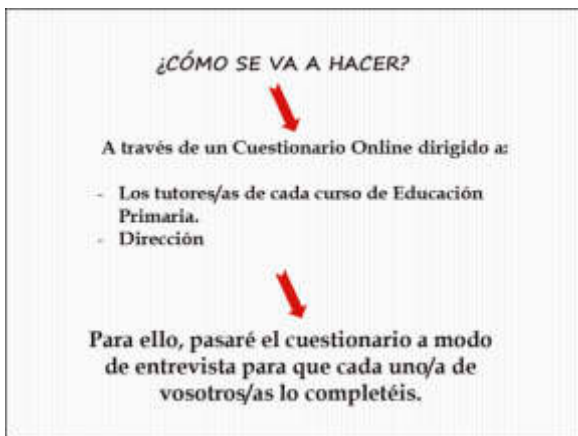 ¿CÓMO SE VA A HACER?
A través de un Cuestionario Online dirigido a:
- Los tutores/as de cada curso de Educación
Primaria.
- Dirección
Para ello, pasaré el cuestionario a modo
de entrevista para que cada uno/a de
vosotros/as lo completéis.